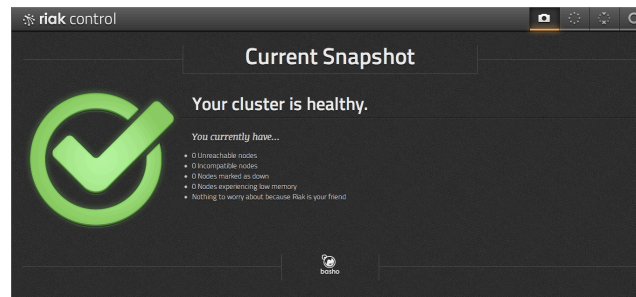 riak control
Current Snapshot
Your cluster is healthy.
You currently have...
0 Unreachable nodes
0 Incompatible nodes
0 Nodes marked as down
0 Nodes experiencing low memory
Nothing to worry about because Riak is your friend
basho